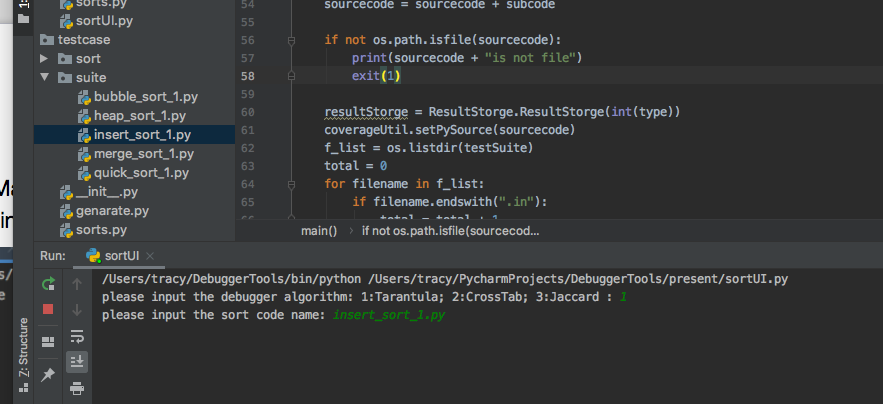 1:
sorts.py
sortUI.py
testcase
sort
suite
bubble_sort_1.py
heap_sort_1.py
insert_sort_1.py
merge_sort_1.py
quick_sort_1.py
__init__.py
genarate.py
sorts.py
54 sourcecode = sourcecode + subcode
55
56 if not os.path.isfile(sourcecode):
57 print(sourcecode + "is not file")
58 exit(1)
59
60 resultStorge = ResultStorge.ResultStorge(int(type))
61 coverageUtil.setPySource(sourcecode)
62 f_list = os.listdir(testSuite)
63 total = 0
64 for filename in f_list:
65 if filename.endswith(".in"):
total = total + 1
main() › if not os.path.isfile(sourcecod...
Run: sortUI ×
/Users/tracy/DebuggerTools/bin/python /Users/tracy/PycharmProjects/DebuggerTools/present/sortUI.py
please input the debugger algorithm: 1:Tarantula; 2:CrossTab; 3:Jaccard : 1
please input the sort code name: insert_sort_1.py
Z: Structure